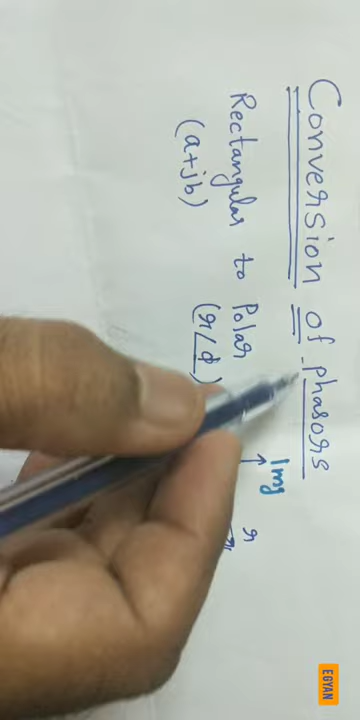 Conversion of phasors
Rectangular to Polar
(a+jb) (r∠ϕ)
Img
r
EGYAN